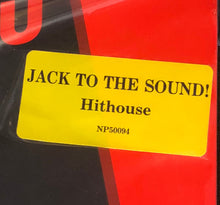 JACK TO THE SOUND!
Hithouse
NP50094